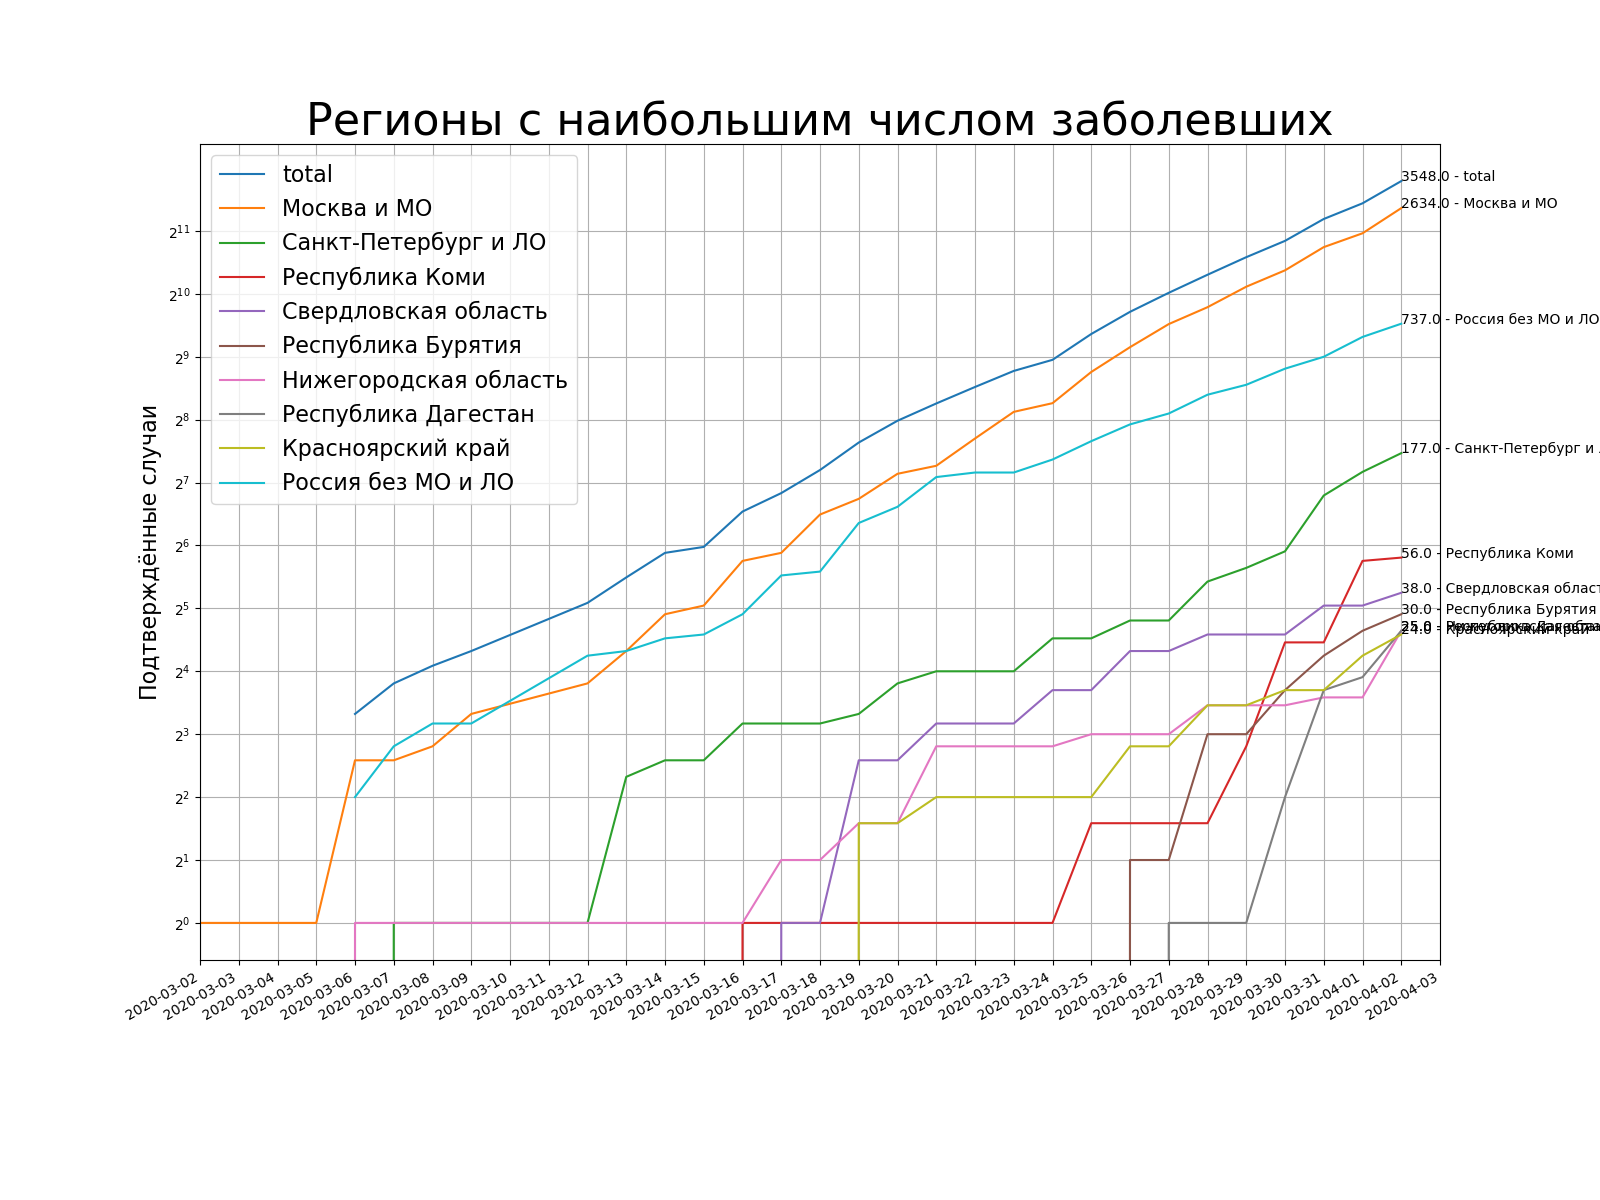 Регионы с наибольшим числом заболевших
total
Москва и МО
Санкт-Петербург и ЛО
Республика Коми
Свердловская область
Республика Бурятия
Нижегородская область
Республика Дагестан
Красноярский край
Россия без МО и ЛО
Подтверждённые случаи
2^11
2^10
2^9
2^8
2^7
2^6
2^5
2^4
2^3
2^2
2^1
2^0
3548.0 - total
2634.0 - Москва и МО
737.0 - Россия без МО и ЛО
177.0 - Санкт-Петербург и
56.0 - Республика Коми
38.0 - Свердловская област
30.0 - Республика Бурятия
24.0 - Красноярский край
2020-03-02
2020-03-03
2020-03-04
2020-03-05
2020-03-06
2020-03-07
2020-03-08
2020-03-09
2020-03-10
2020-03-11
2020-03-12
2020-03-13
2020-03-14
2020-03-15
2020-03-16
2020-03-17
2020-03-18
2020-03-19
2020-03-20
2020-03-21
2020-03-22
2020-03-23
2020-03-24
2020-03-25
2020-03-26
2020-03-27
2020-03-28
2020-03-29
2020-03-30
2020-03-31
2020-04-01
2020-04-02
2020-04-03